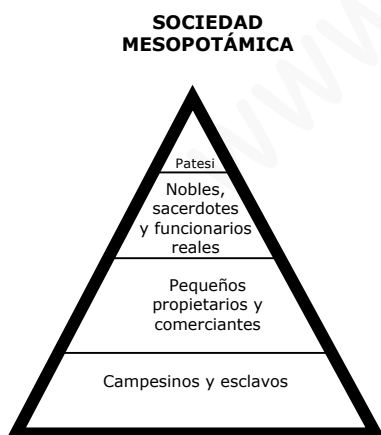 SOCIEDAD
MESOPOTÁMICA
Patesi
Nobles,
sacerdotes
y funcionarios
reales
Pequeños
propietarios y
comerciantes
Campesinos y esclavos